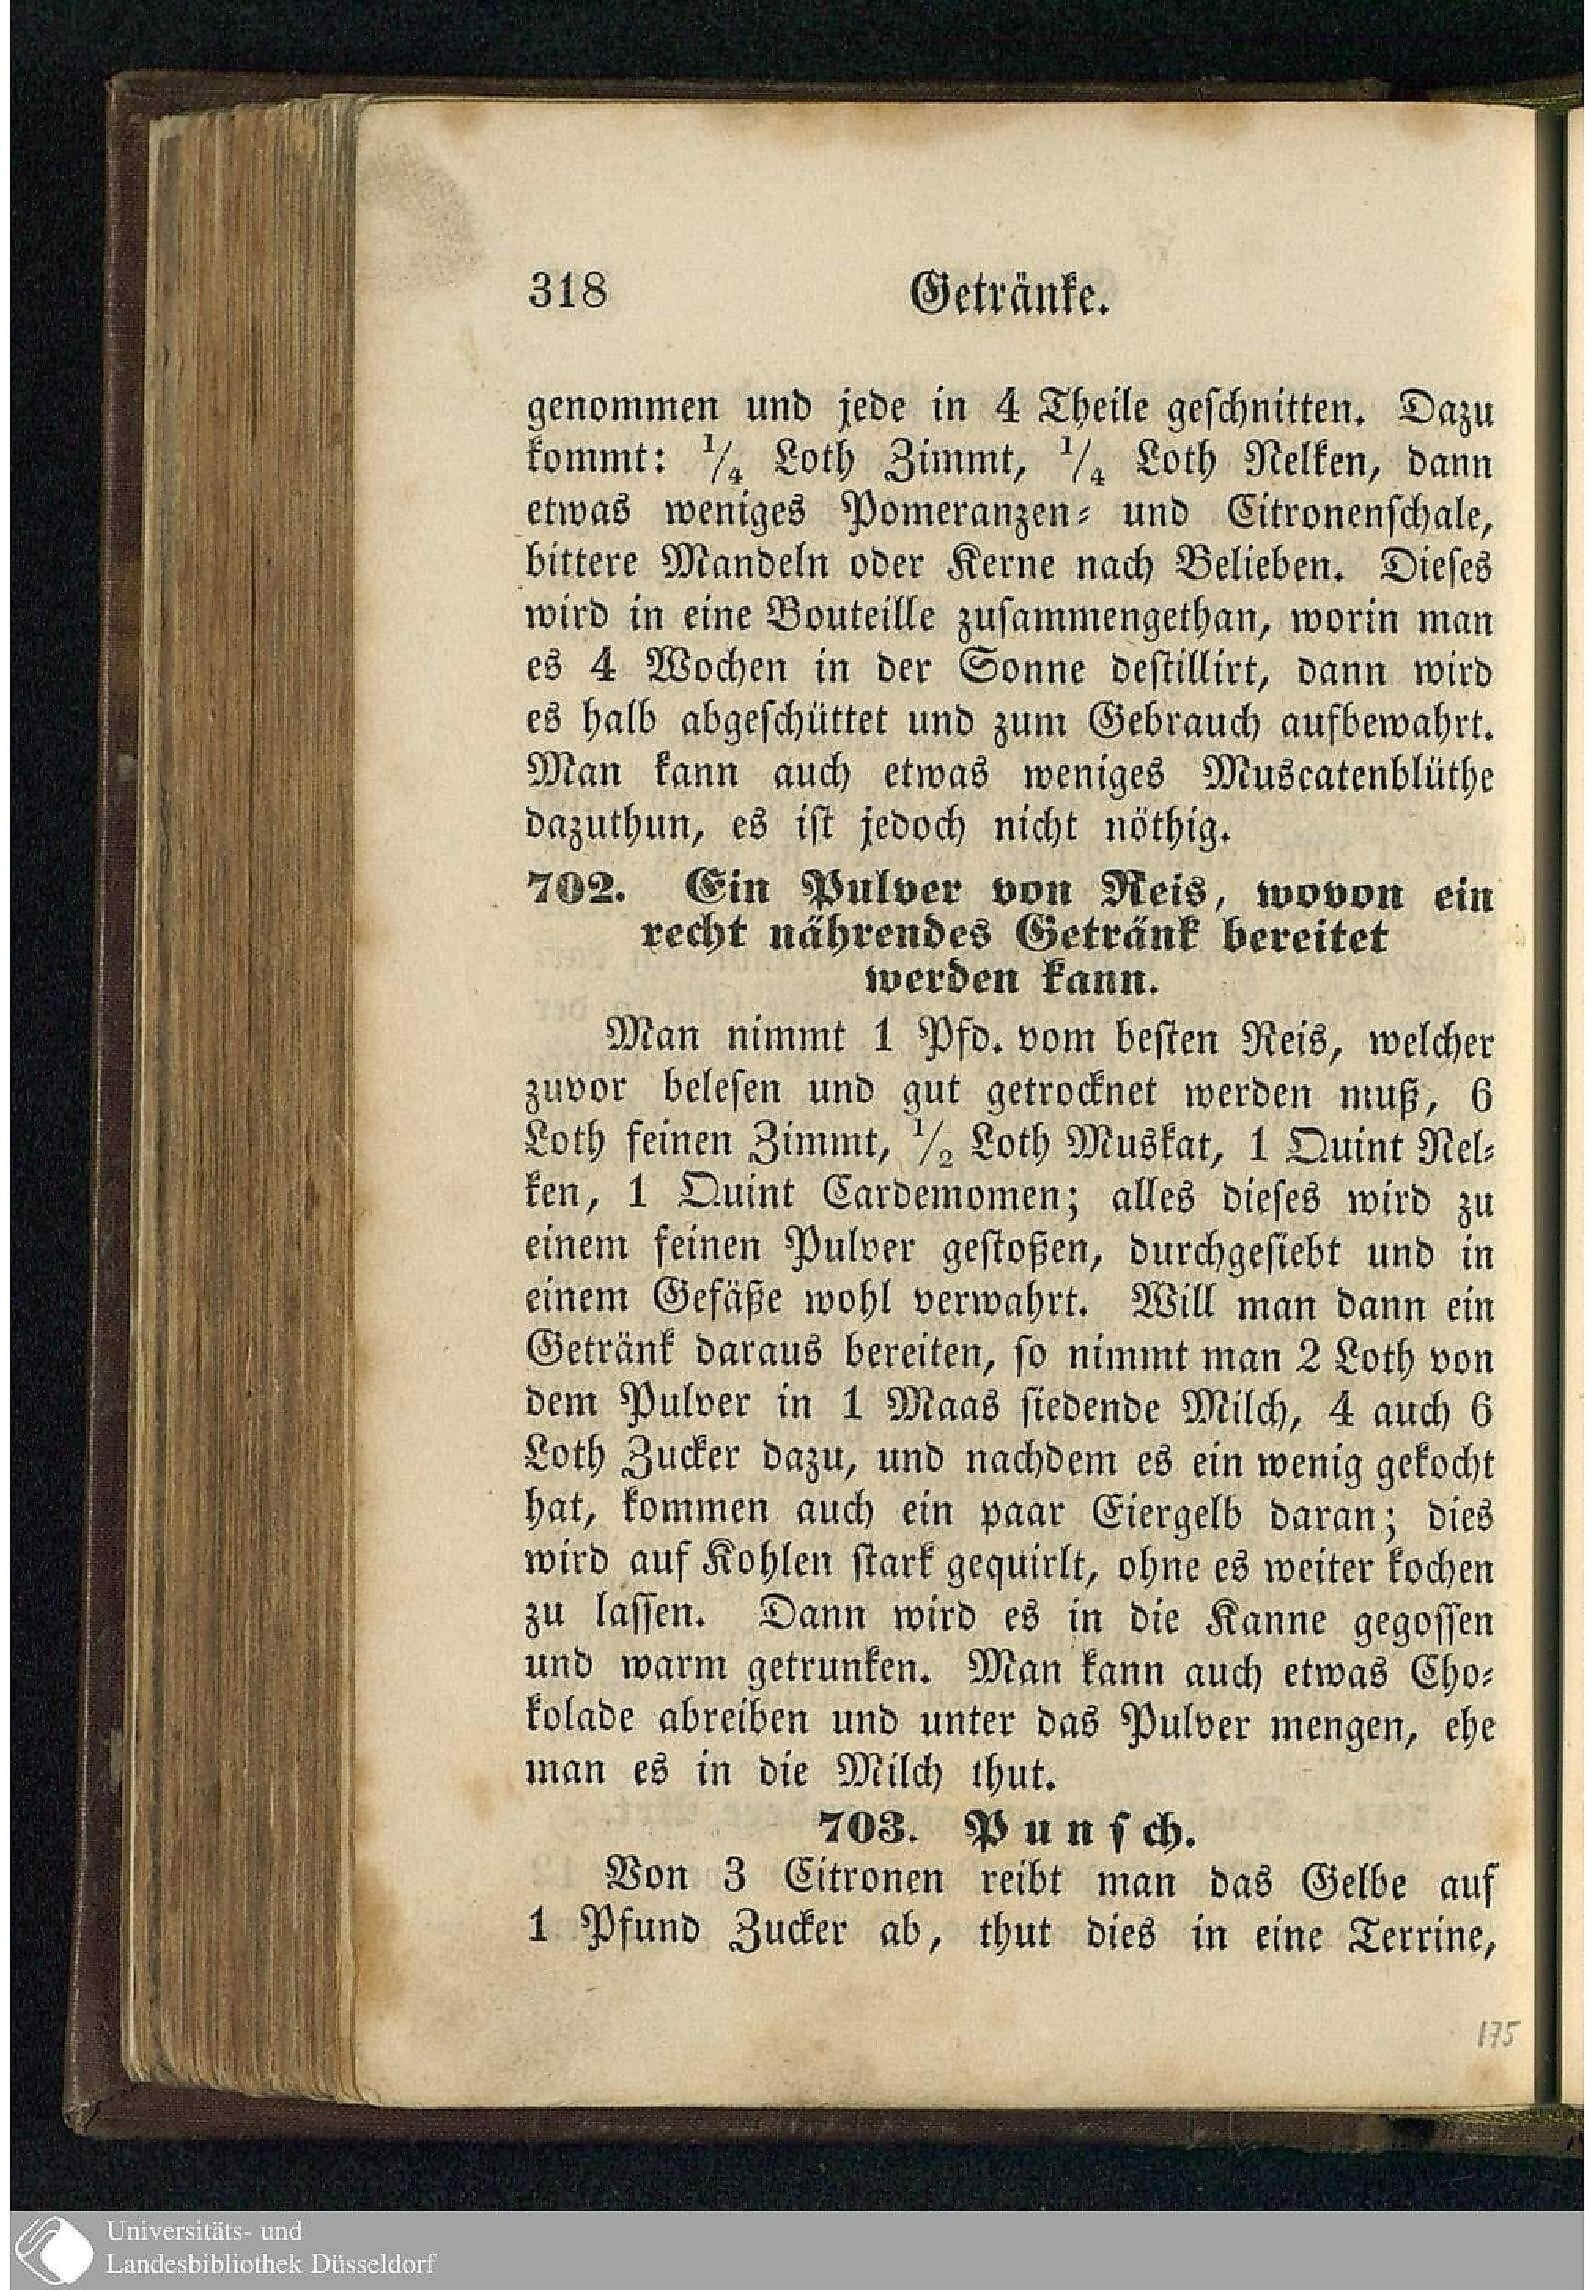 318 Getränke.
genommen und jede in 4 Theile geschnitten. Dazu
kommt: 1/4 Loth Zimmt, 1/4 Loth Nelken, dann
etwas weniges Pomeranzen- und Citronenschale,
bittere Mandeln oder Kerne nach Belieben. Dieses
wird in eine Bouteille zusammengethan, worin man
es 4 Wochen in der Sonne destillirt, dann wird
es halb abgeschüttet und zum Gebrauch aufbewahrt.
Man kann auch etwas weniges Muscatenblüthe
dazuthun, es ist jedoch nicht nöthig.
702. Ein Pulver von Reis, wovon ein
recht nährendes Getränk bereitet
werden kann.
Man nimmt 1 Pfd. vom besten Reis, welcher
zuvor belesen und gut getrocknet werden muß, 6
Loth feinen Zimmt, 1/2 Loth Muskat, 1 Quint Nel-
ken, 1 Quint Cardemomen; alles dieses wird zu
einem feinen Pulver gestoßen, durchgesiebt und in
einem Gefäße wohl verwahrt. Will man dann ein
Getränk daraus bereiten, so nimmt man 2 Loth von
dem Pulver in 1 Maas siedende Milch, 4 auch 6
Loth Zucker dazu, und nachdem es ein wenig gekocht
hat, kommen auch ein paar Eiergelb daran; dies
wird auf Kohlen stark gequirlt, ohne es weiter kochen
zu lassen. Dann wird es in die Kanne gegossen
und warm getrunken. Man kann auch etwas Cho-
kolade abreiben und unter das Pulver mengen, ehe
man es in die Milch thut.
703. Punsch.
Von 3 Citronen reibt man das Gelbe auf
1 Pfund Zucker ab, thut dies in eine Terrine,
175
Universitäts- und
Landesbibliothek Düsseldorf